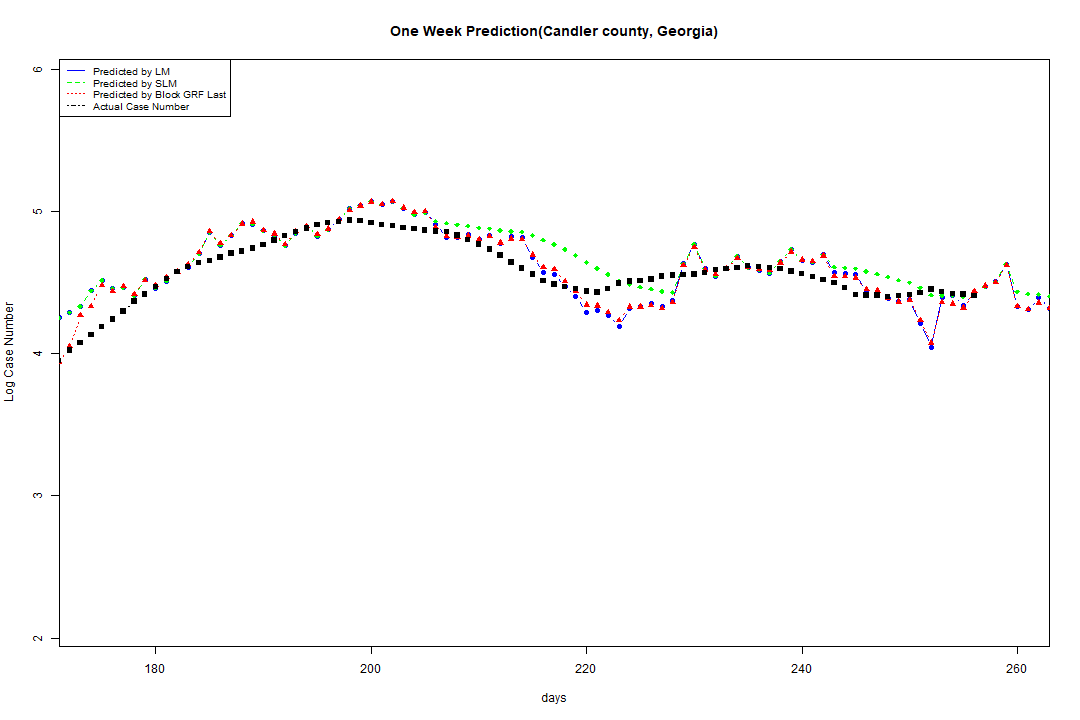 One Week Prediction(Candler county, Georgia)
Predicted by LM
Predicted by SLM
Predicted by Block GRF Last
Actual Case Number
6
5
4
3
2
Log Case Number
180 200 220 240 260
days